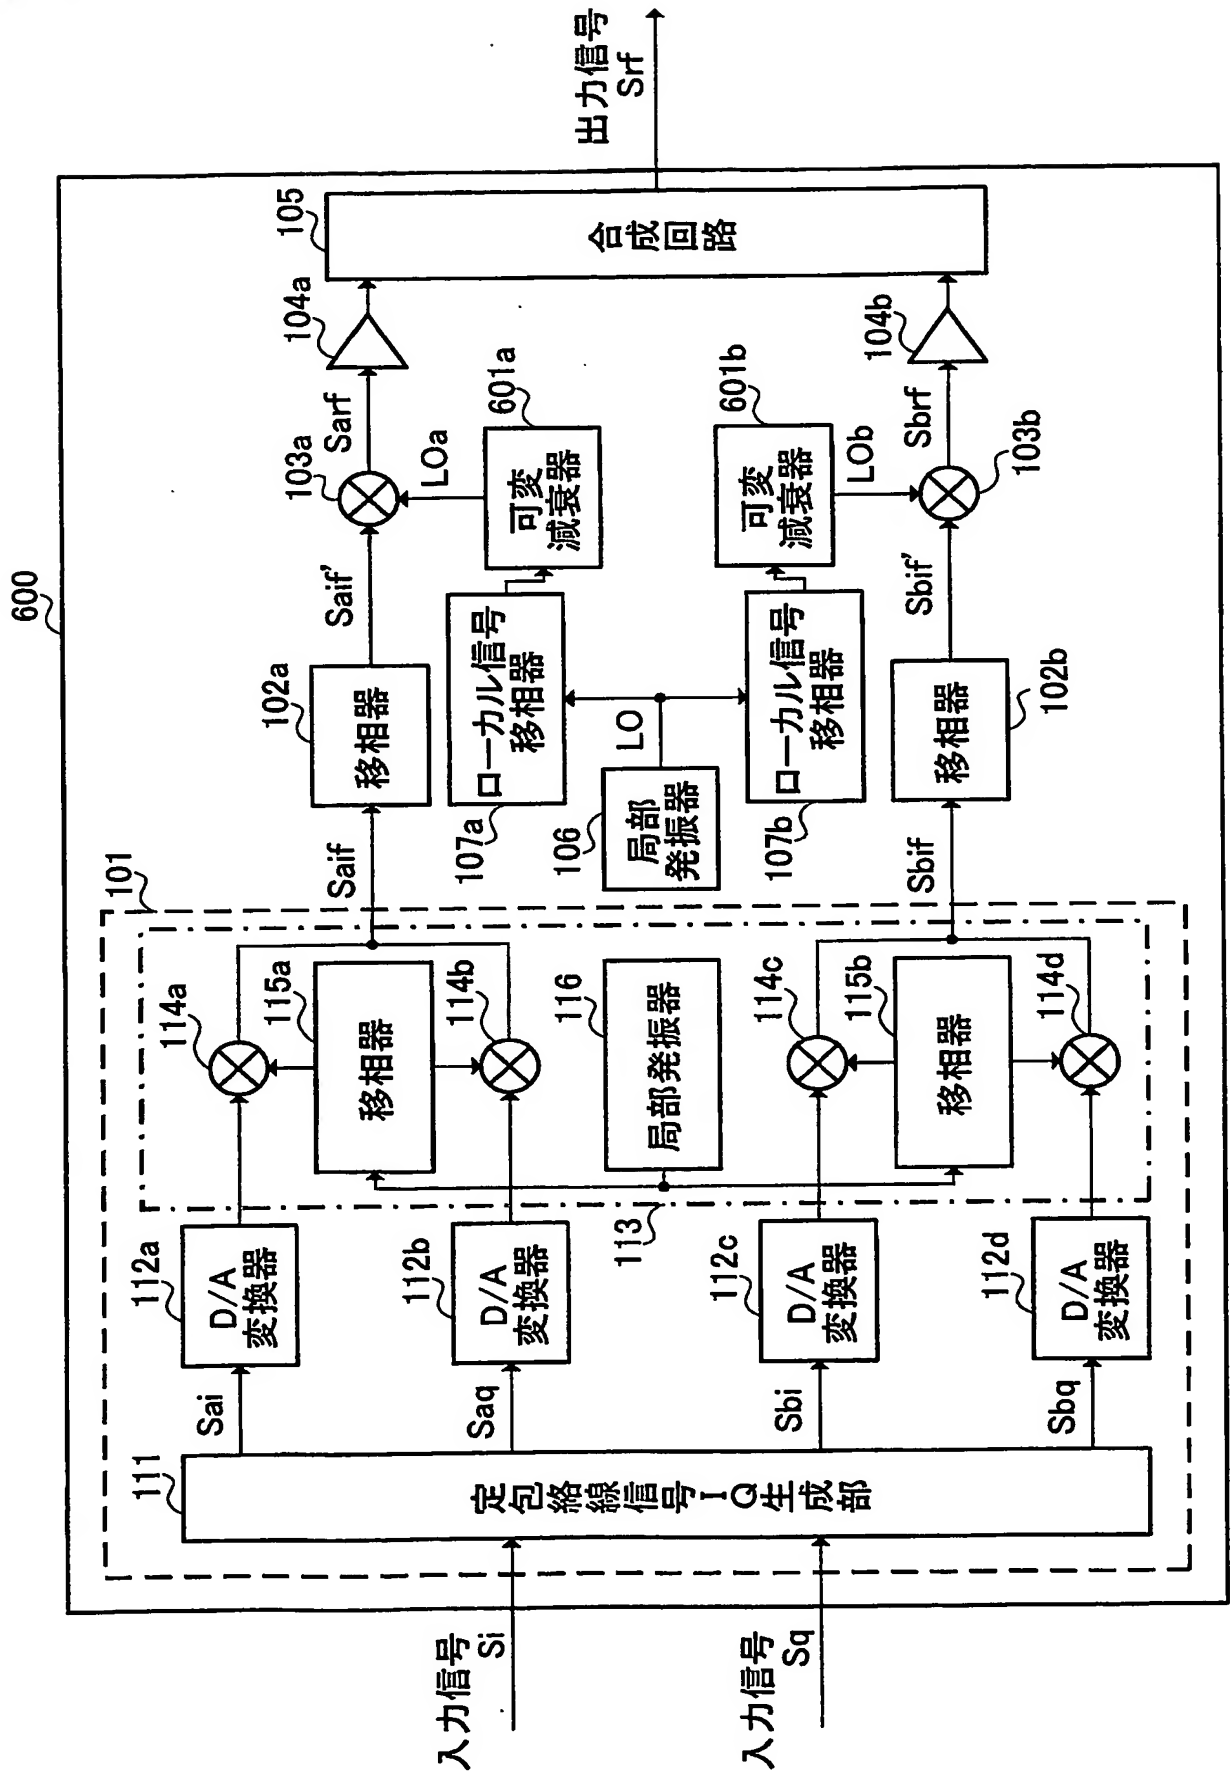 600
入力信号
Si
入力信号
Sq
101
111
定包絡線信号IQ生成部
Sai
Saq
Sbi
Sbq
112a
D/A
変換器
112b
D/A
変換器
112c
D/A
変換器
112d
D/A
変換器
113
114a
115a
移相器
114b
116
局部発振器
114c
115b
移相器
114d
Saif
Sbif
102a
移相器
107a
ローカル信号
移相器
106
局部
発振器
LO
107b
ローカル信号
移相器
102b
移相器
Saif'
Sbif'
103a
LOa
601a
可変
減衰器
601b
可変
減衰器
LOb
103b
Sarf
Sbrf
104a
104b
105
合成回路
出力信号
Srf